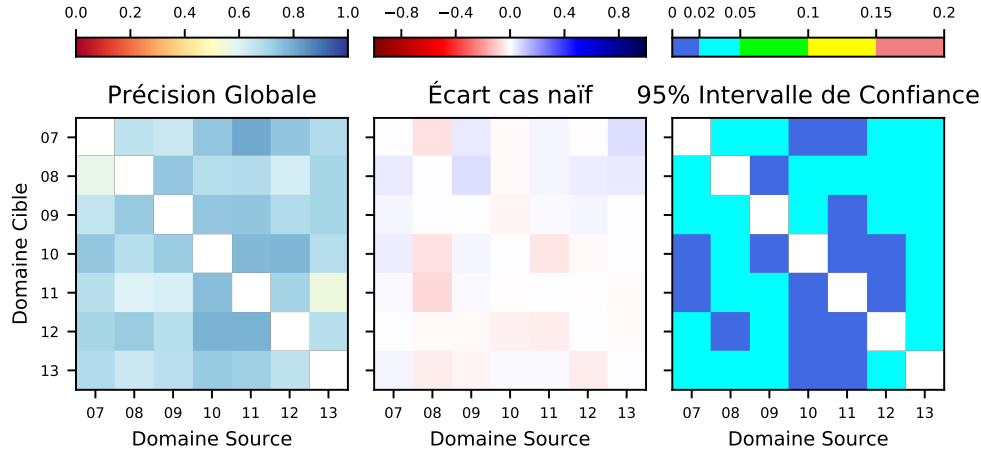 0.0 0.2 0.4 0.6 0.8 1.0
−0.8 −0.4 0.0 0.4 0.8
0 0.02 0.05 0.10 0.15 0.2
Précision Globale
Écart cas naïf
95% Intervalle de Confiance
Domaine Cible
07
08
09
10
11
12
13
07 08 09 10 11 12 13
Domaine Source
07 08 09 10 11 12 13
Domaine Source
07 08 09 10 11 12 13
Domaine Source